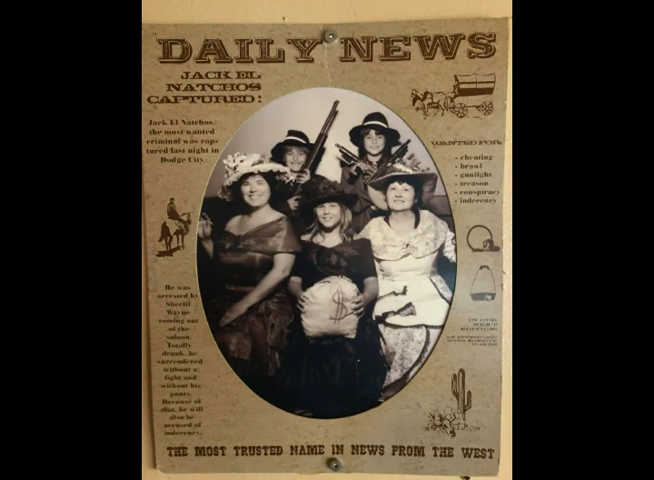 DAILY NEWS
JACK EL
NATCHOS
CAPTURED!
Jack El Natchos,
the most wanted
criminal was cap-
tured last night in
Dodge City.
WANTED FOR:
- cheating
- brawl
- gunfight
- treason
- conspiracy
- indecency
He was
arrested by
Sheriff
Wayne
coming out
of the
saloon.
Totally
drunk, he
surrendered
without a
fight and
without his
pants.
Because of
that, he will
also be
accused of
indecency.
$
THE MOST TRUSTED NAME IN NEWS FROM THE WEST